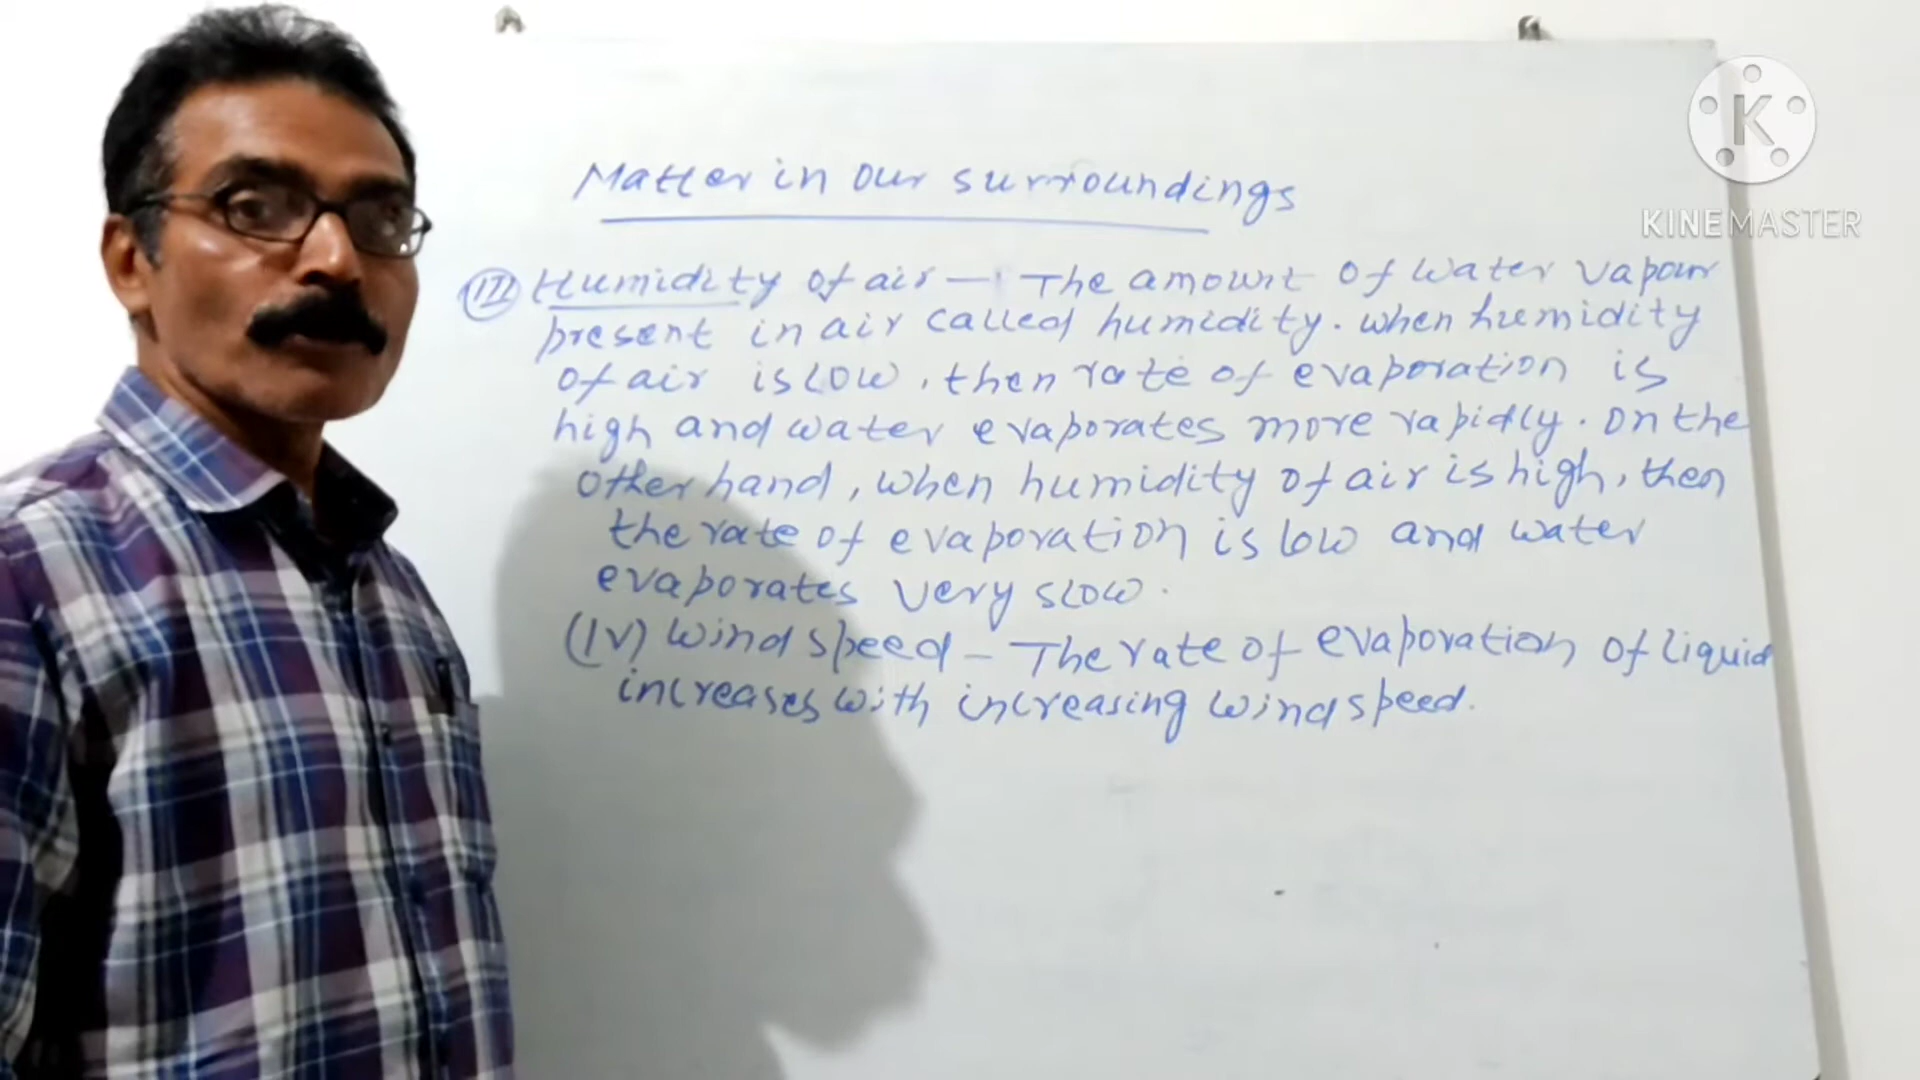 K
KINEMASTER
Matter in our surroundings
(III) Humidity of air — The amount of water vapour
present in air called humidity. when humidity
of air is low, then rate of evaporation is
high and water evaporates more rapidly. on the
other hand, when humidity of air is high, then
the rate of evaporation is low and water
evaporates very slow.
(IV) wind speed - The rate of evaporation of liquid
increases with increasing wind speed.